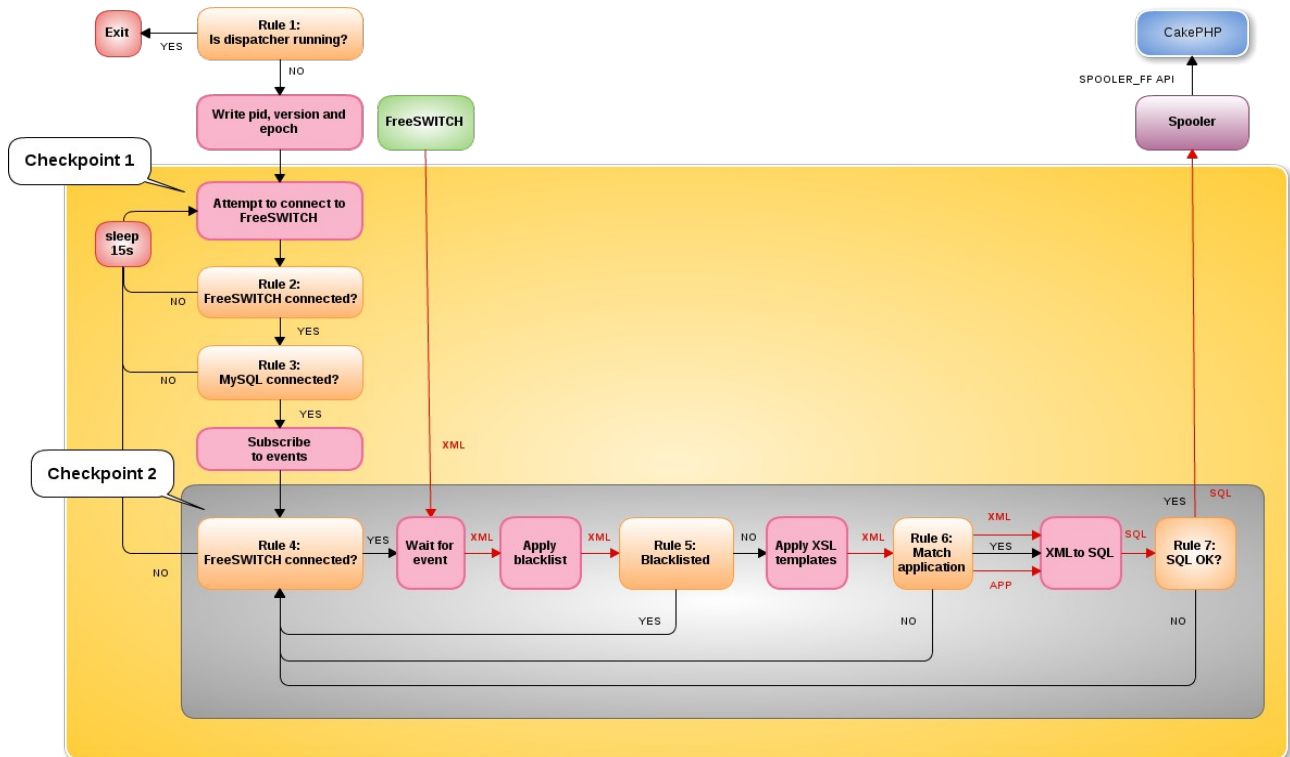 Exit
YES
Rule 1:
Is dispatcher running?
NO
CakePHP
SPOOLER_FF API
Write pid, version and
epoch
FreeSWITCH
Spooler
Checkpoint 1
Attempt to connect to
FreeSWITCH
sleep
15s
Rule 2:
FreeSWITCH connected?
NO
YES
Rule 3:
MySQL connected?
NO
YES
Subscribe
to events
XML
Checkpoint 2
YES
SQL
Rule 4:
FreeSWITCH connected?
NO
YES
Wait for
event
XML
Apply
blacklist
XML
Rule 5:
Blacklisted
NO
Apply XSL
templates
XML
Rule 6:
Match
application
XML
YES
APP
XML to SQL
SQL
Rule 7:
SQL OK?
YES
NO
NO